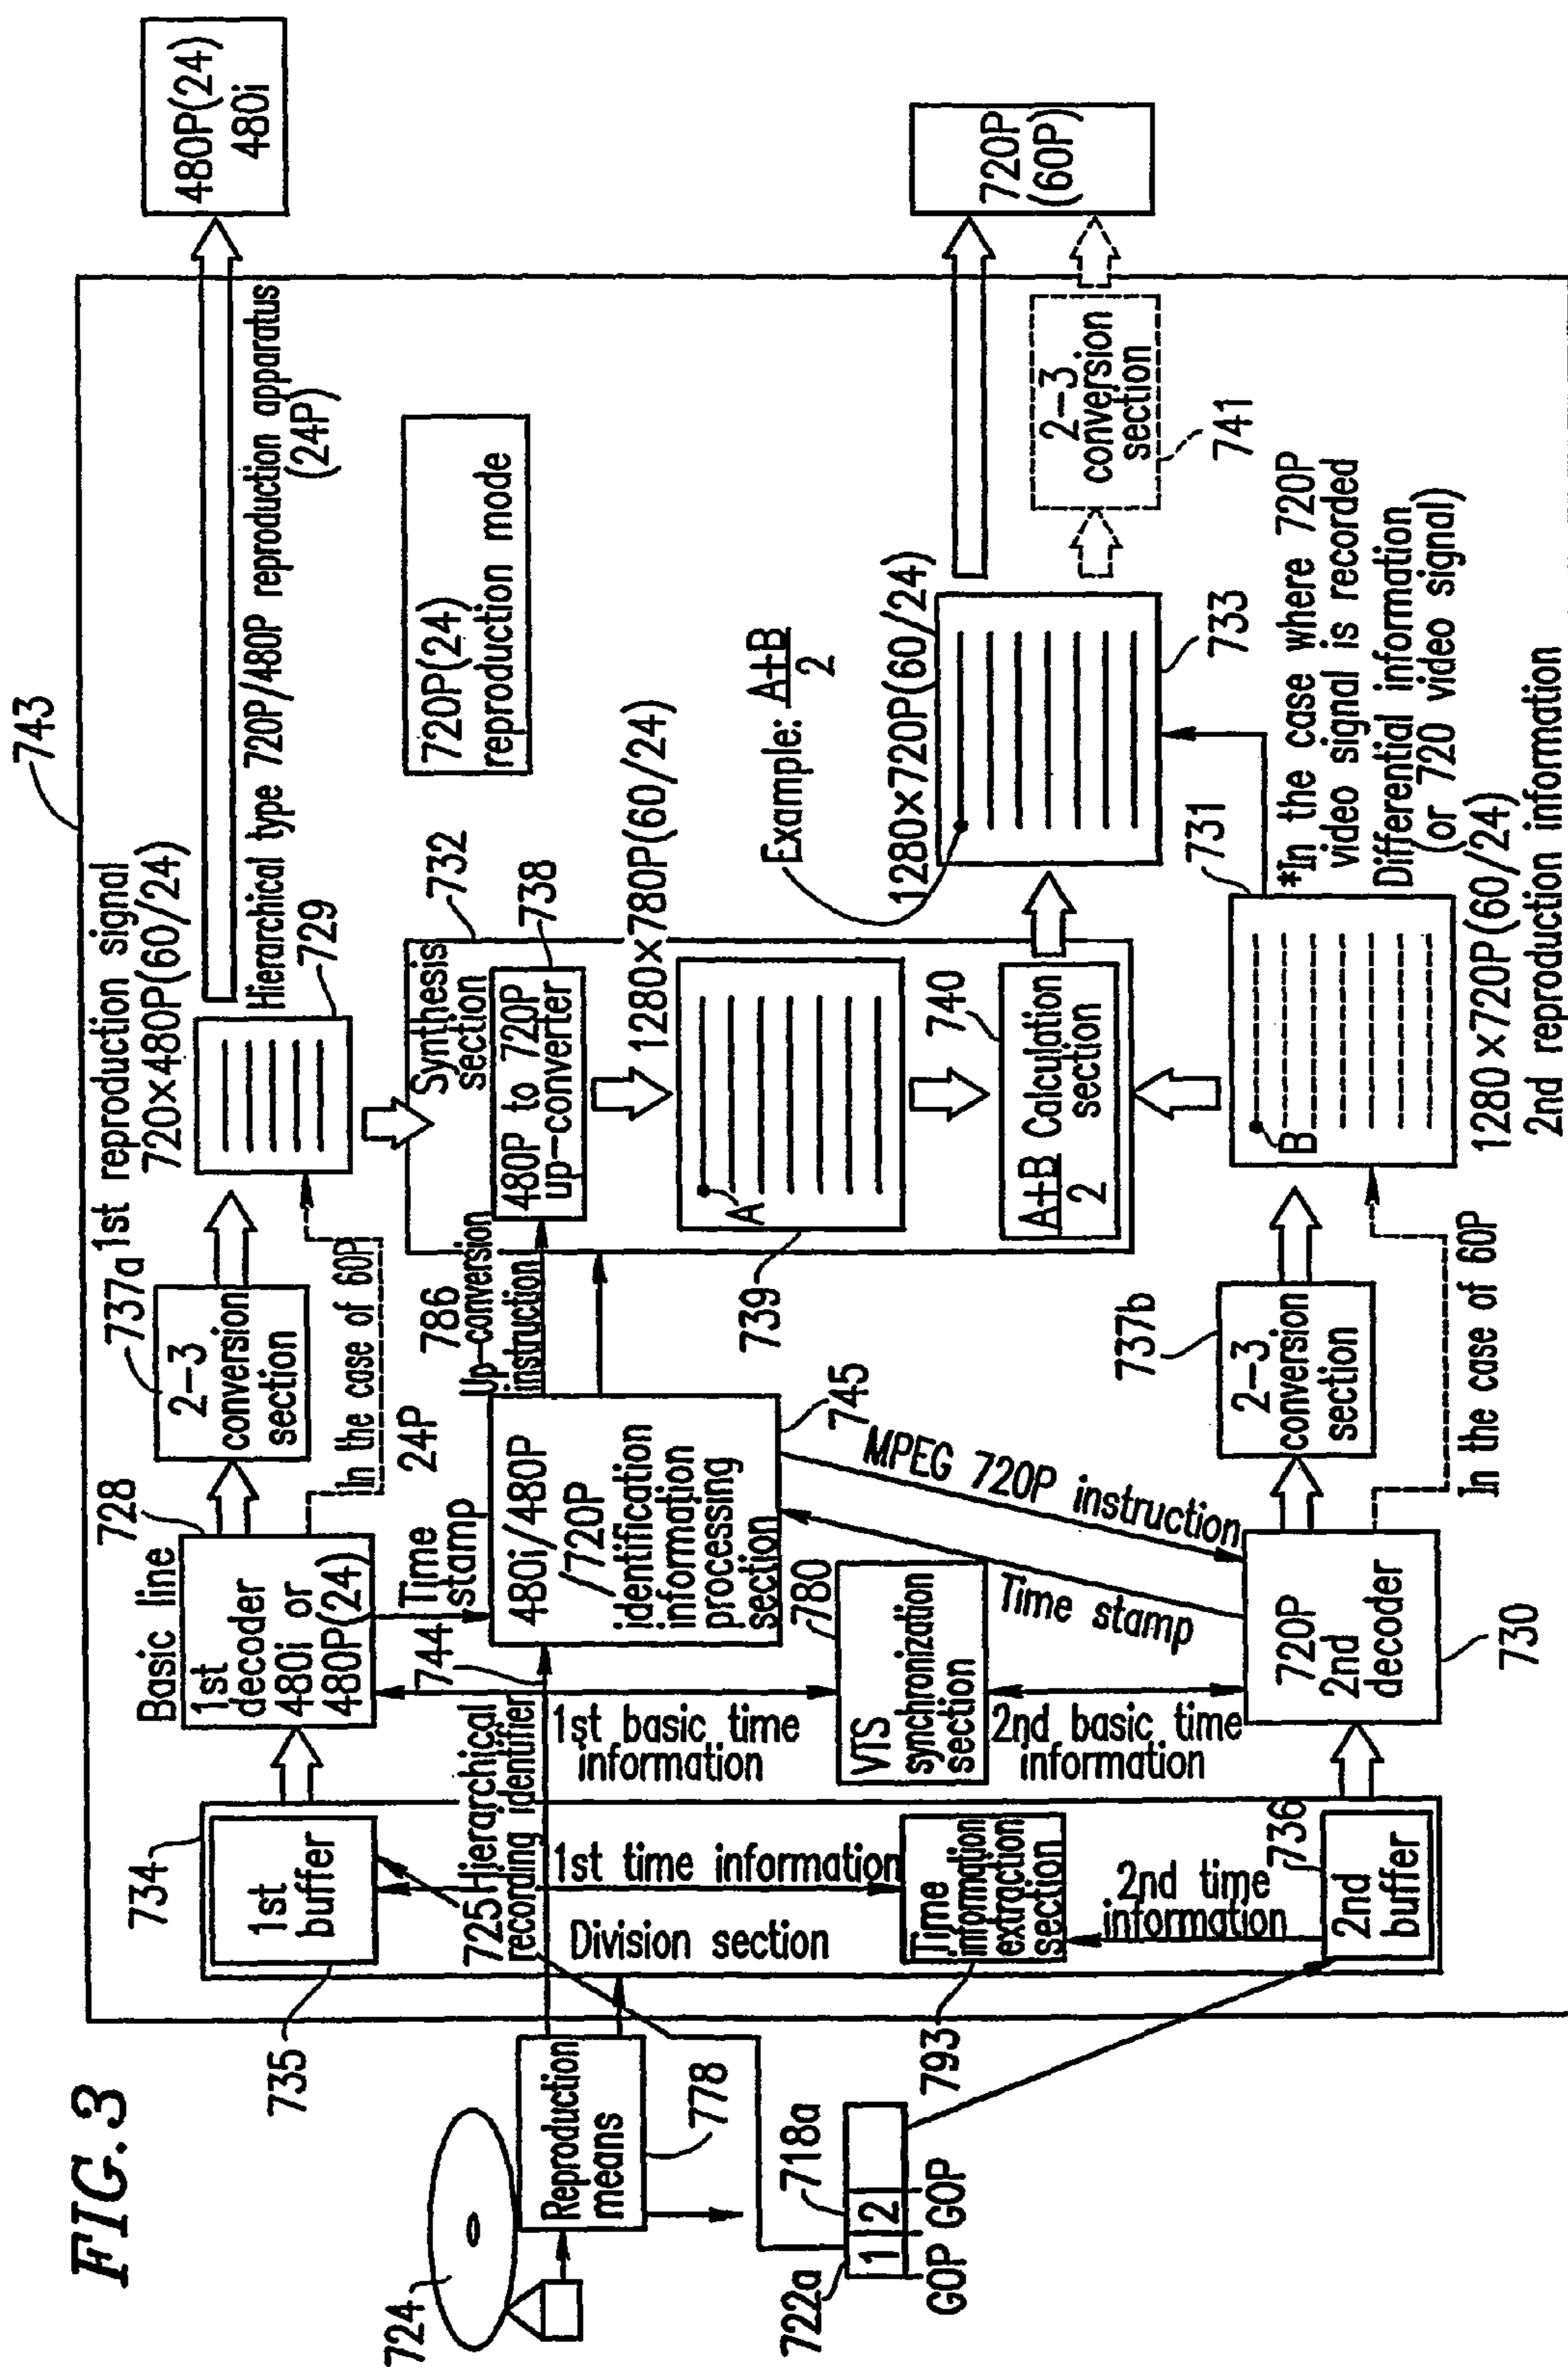 FIG.3
743
724
Reproduction
means
778
722a
718a
1
2
GOP GOP
734
735
1st
buffer
725
Hierarchical
recording identifier
744
1st time information
Division section
Time
information
extraction
section
793
2nd time
information
736
2nd
buffer
Basic line
728
1st
decoder
480i or
480P(24)
Time
stamp
24P
1st basic time
information
VTS
synchronization
section
780
2nd basic time
information
480i/480P
/720P
identification
information
processing
section
745
MPEG 720P instruction
Time stamp
720P
2nd
decoder
730
737a
2-3
conversion
section
In the case of 60P
737b
2-3
conversion
section
In the case of 60P
786
Up-conversion
instruction
1st reproduction signal
720×480P(60/24)
729
Hierarchical type 720P/480P reproduction apparatus
(24P)
480P(24)
480i
720P(24)
reproduction mode
732
Synthesis
section
480P to 720P
up-converter
738
1280×780P(60/24)
A
739
A+B
2
Calculation
section
740
Example: A+B
2
1280×720P(60/24)
733
2-3
conversion
section
741
720P
(60P)
B
731
*In the case where 720P
video signal is recorded
Differential information
(or 720 video signal)
1280×720P(60/24)
2nd reproduction information